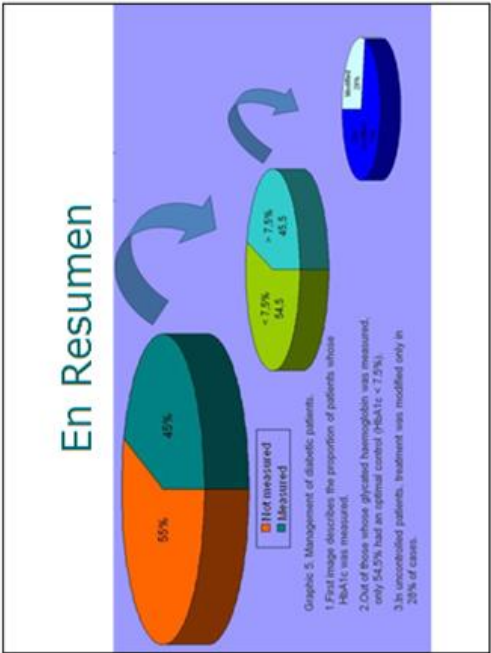 En Resumen
55%
45%
Not measured
Measured
< 7,5%
54,5
> 7,5%
45,5
Modified
28%
Graphic 5. Management of diabetic patients.
1.First image describes the proportion of patients whose
HbA1c was measured.
2.Out of those whose glycated haemoglobin was measured,
only 54,5% had an optimal control (HbA1c < 7,5%).
3.In uncontrolled patients, treatment was modified only in
28% of cases.